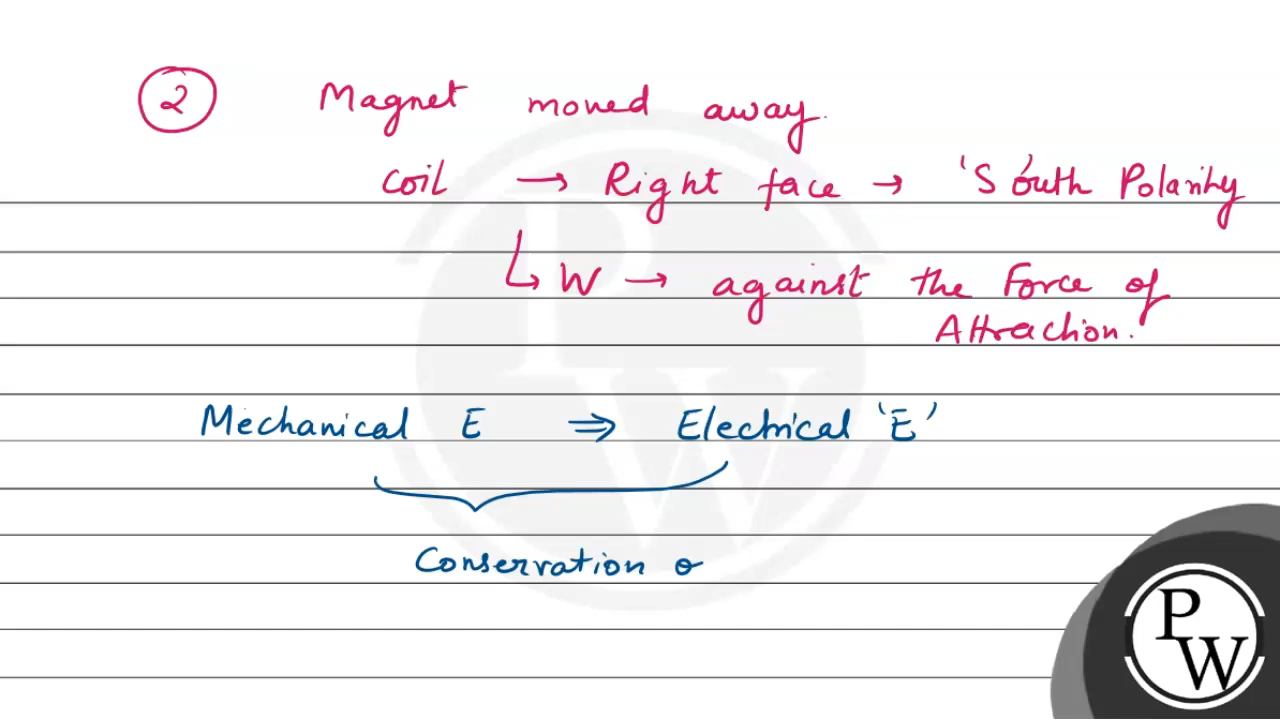 2 Magnet moved away.
coil → Right face → 'South' Polarity
↳ W → against the Force of
Attraction.
Mechanical E ⇒ Electrical 'E'
Conservation o
P
W
PW